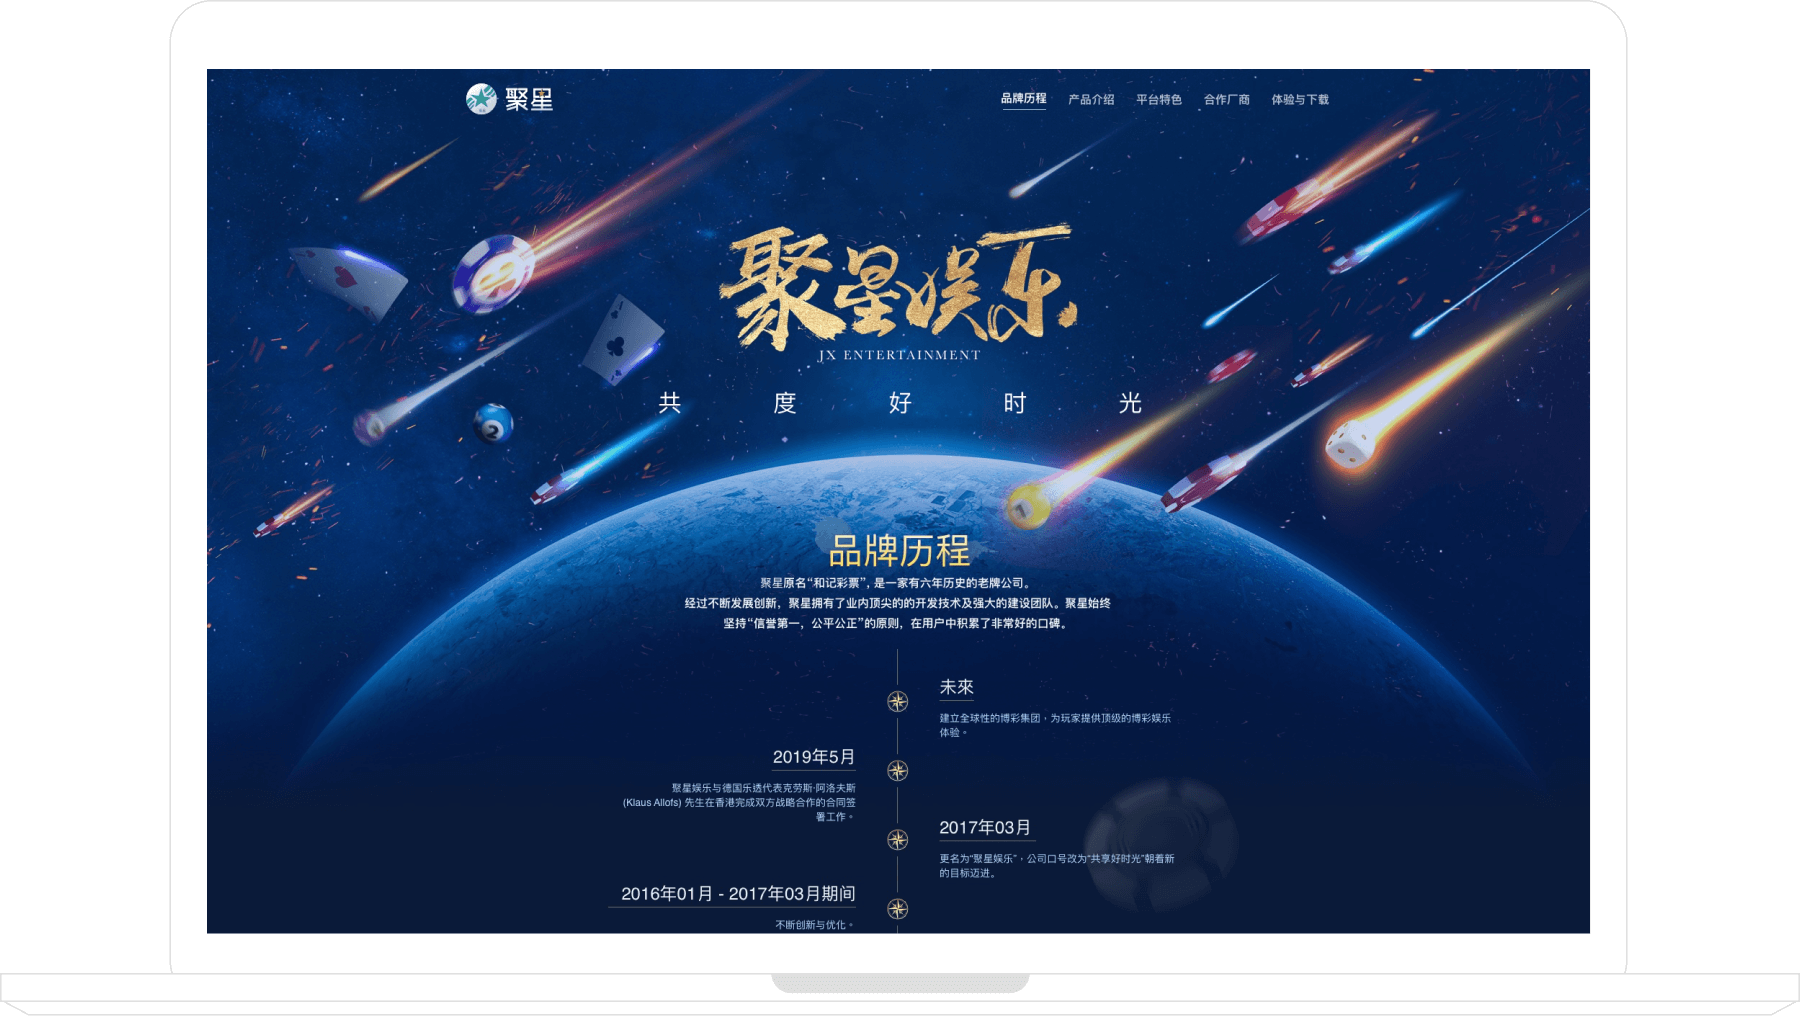 聚星
品牌历程 产品介绍 平台特色 合作厂商 体验与下载
聚星娱乐
JX ENTERTAINMENT
共 度 好 时 光
2
1
品牌历程
聚星原名“和记彩票”, 是一家有六年历史的老牌公司。
经过不断发展创新，聚星拥有了业内顶尖的的开发技术及强大的建设团队。聚星始终
坚持“信誉第一，公平公正”的原则，在用户中积累了非常好的口碑。
未來
建立全球性的博彩集团，为玩家提供顶级的博彩娱乐
体验。
2019年5月
聚星娱乐与德国乐透代表克劳斯·阿洛夫斯
(Klaus Allofs) 先生在香港完成双方战略合作的合同签
署工作。
2017年03月
更名为“聚星娱乐”，公司口号改为“共享好时光”朝着新
的目标迈进。
2016年01月 - 2017年03月期间
不断创新与优化。